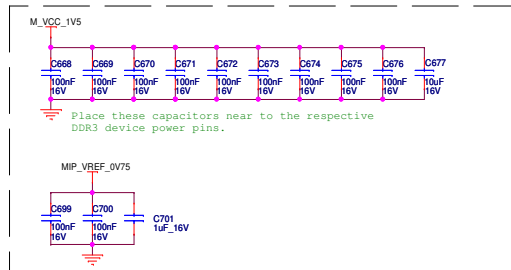 M_VCC_1V5
C668 C669 C670 C671 C672 C673 C674 C675 C676 C677
100nF 100nF 100nF 100nF 100nF 100nF 100nF 100nF 100nF 10uF
16V 16V 16V 16V 16V 16V 16V 16V 16V 16V
Place these capacitors near to the respective
DDR3 device power pins.
MIP_VREF_0V75
C699 C700 C701
100nF 100nF 1uF_16V
16V 16V